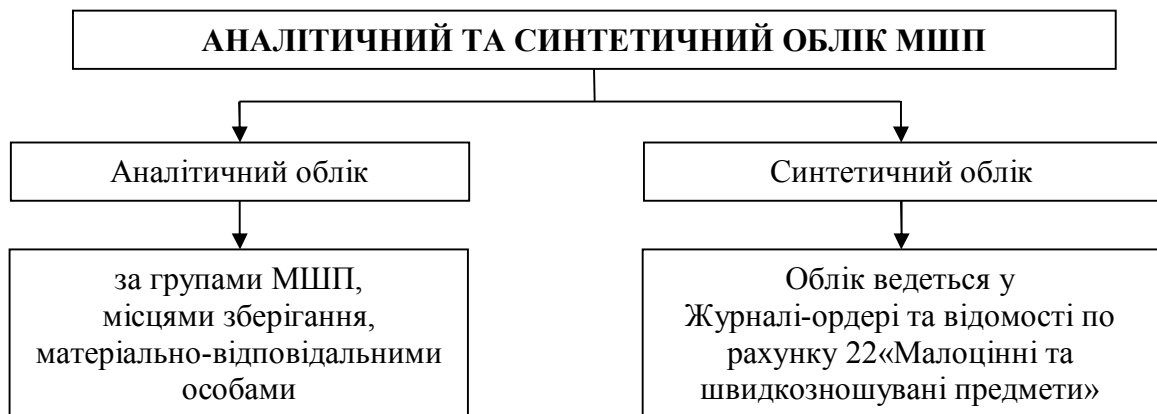 АНАЛІТИЧНИЙ ТА СИНТЕТИЧНИЙ ОБЛІК МШП
Аналітичний облік
Синтетичний облік
за групами МШП,
місцями зберігання,
матеріально-відповідальними
особами
Облік ведеться у
Журналі-ордері та відомості по
рахунку 22«Малоцінні та
швидкозношувані предмети»